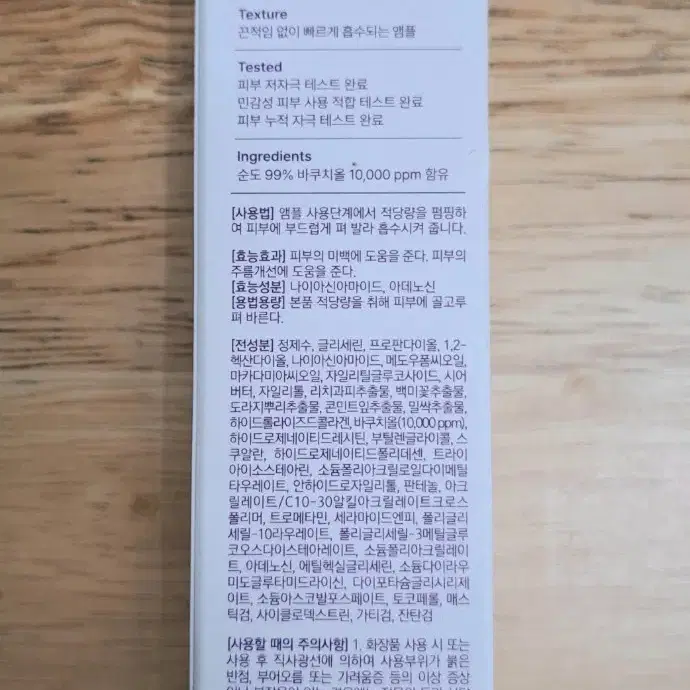 Texture
끈적임 없이 빠르게 흡수되는 앰플
Tested
피부 저자극 테스트 완료
민감성 피부 사용 적합 테스트 완료
피부 누적 자극 테스트 완료
Ingredients
순도 99% 바쿠치올 10,000 ppm 함유
[사용법] 앰플 사용단계에서 적당량을 펌핑하
여 피부에 부드럽게 펴 발라 흡수시켜 줍니다.
[효능효과] 피부의 미백에 도움을 준다. 피부의
주름개선에 도움을 준다.
[효능성분] 나이아신아마이드, 아데노신
[용법용량] 본품 적당량을 취해 피부에 골고루
펴 바른다.
[전성분] 정제수, 글리세린, 프로판다이올, 1,2-
헥산다이올, 나이아신아마이드, 메도우폼씨오일,
마카다미아씨오일, 자일리틸글루코사이드, 시어
버터, 자일리톨, 리치과피추출물, 백미꽃추출물,
도라지뿌리추출물, 콘민트잎추출물, 밀싹추출물,
하이드롤라이즈드콜라겐, 바쿠치올(10,000 ppm),
하이드로제네이티드레시틴, 부틸렌글라이콜, 스
쿠알란, 하이드로제네이티드폴리데센, 트라이
아이소스테아린, 소듐폴리아크릴로일다이메틸
타우레이트, 안하이드로자일리톨, 판테놀, 아크
릴레이트/C10-30알킬아크릴레이트크로스
폴리머, 트로메타민, 세라마이드엔피, 폴리글리
세릴-10라우레이트, 폴리글리세릴-3메틸글루
코오스다이스테아레이트, 소듐폴리아크릴레이
트, 아데노신, 에틸헥실글리세린, 소듐다이라우
라미도글루타미드라이신, 다이포타슘글리시리제
이트, 소듐아스코빌포스페이트, 토코페롤, 매스
틱검, 사이클로덱스트린, 가티검, 잔탄검
[사용할 때의 주의사항] 1. 화장품 사용 시 또는
사용 후 직사광선에 의하여 사용부위가 붉은
반점, 부어오름 또는 가려움증 등의 이상 증상